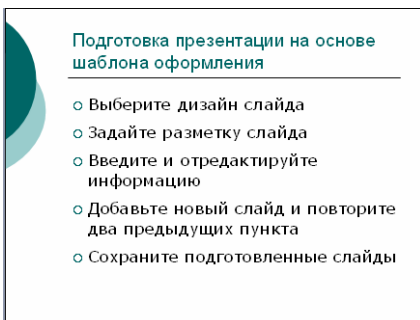 Подготовка презентации на основе
шаблона оформления
Выберите дизайн слайда
Задайте разметку слайда
Введите и отредактируйте
информацию
Добавьте новый слайд и повторите
два предыдущих пункта
Сохраните подготовленные слайды